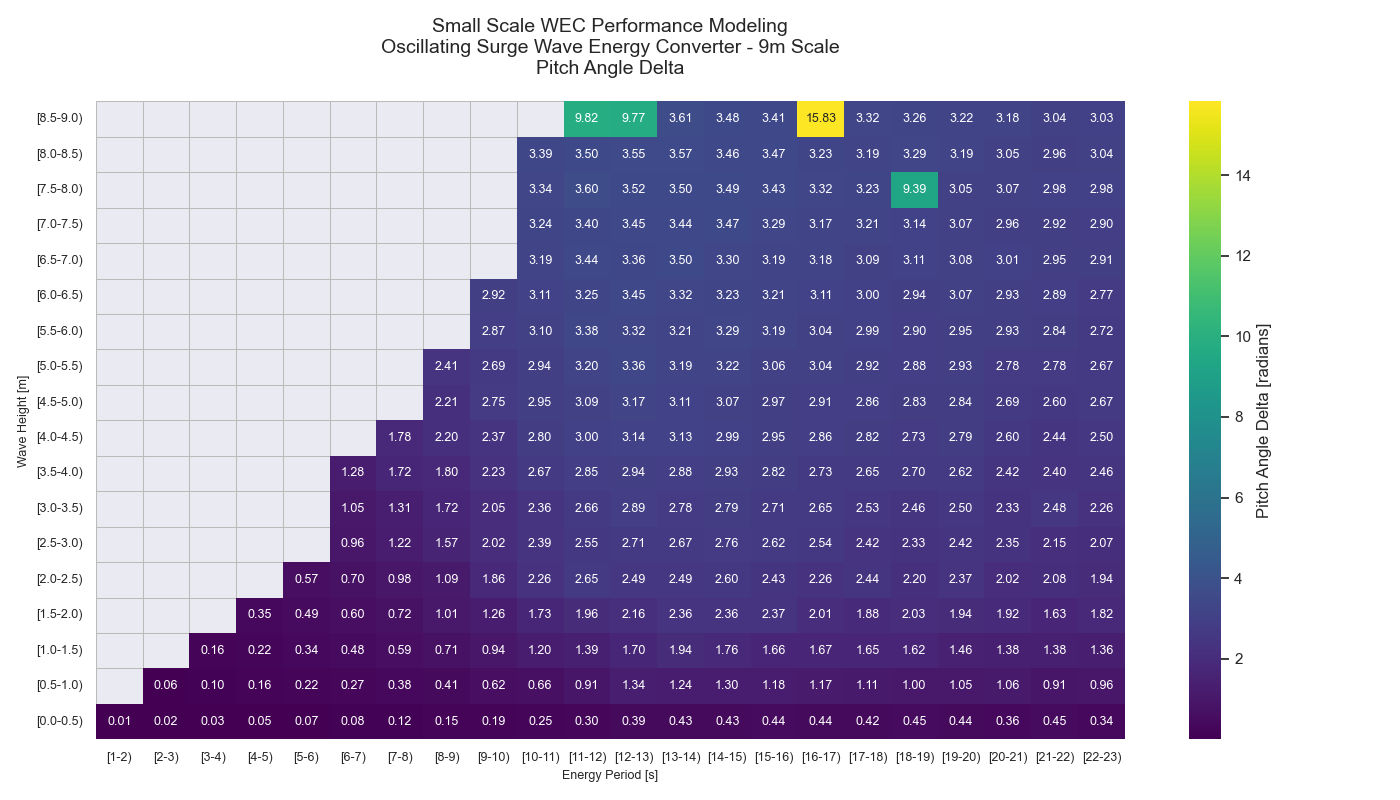 Small Scale WEC Performance Modeling
Oscillating Surge Wave Energy Converter - 9m Scale
Pitch Angle Delta
[8.5-9.0) 9.82 9.77 3.61 3.48 3.41 15.83 3.32 3.26 3.22 3.18 3.04 3.03
[8.0-8.5) 3.39 3.50 3.55 3.57 3.46 3.47 3.23 3.19 3.29 3.19 3.05 2.96 3.04
[7.5-8.0) 3.34 3.60 3.52 3.50 3.49 3.43 3.32 3.23 9.39 3.05 3.07 2.98 2.98
[7.0-7.5) 3.24 3.40 3.45 3.44 3.47 3.29 3.17 3.21 3.14 3.07 2.96 2.92 2.90
[6.5-7.0) 3.19 3.44 3.36 3.50 3.30 3.19 3.18 3.09 3.11 3.08 3.01 2.95 2.91
[6.0-6.5) 2.92 3.11 3.25 3.45 3.32 3.23 3.21 3.11 3.00 2.94 3.07 2.93 2.89 2.77
[5.5-6.0) 2.87 3.10 3.38 3.32 3.21 3.29 3.19 3.04 2.99 2.90 2.95 2.93 2.84 2.72
[5.0-5.5) 2.41 2.69 2.94 3.20 3.36 3.19 3.22 3.06 3.04 2.92 2.88 2.93 2.78 2.78 2.67
[4.5-5.0) 2.21 2.75 2.95 3.09 3.17 3.11 3.07 2.97 2.91 2.86 2.83 2.84 2.69 2.60 2.67
[4.0-4.5) 1.78 2.20 2.37 2.80 3.00 3.14 3.13 2.99 2.95 2.86 2.82 2.73 2.79 2.60 2.44 2.50
[3.5-4.0) 1.28 1.72 1.80 2.23 2.67 2.85 2.94 2.88 2.93 2.82 2.73 2.65 2.70 2.62 2.42 2.40 2.46
[3.0-3.5) 1.05 1.31 1.72 2.05 2.36 2.66 2.89 2.78 2.79 2.71 2.65 2.53 2.46 2.50 2.33 2.48 2.26
[2.5-3.0) 0.96 1.22 1.57 2.02 2.39 2.55 2.71 2.67 2.76 2.62 2.54 2.42 2.33 2.42 2.35 2.15 2.07
[2.0-2.5) 0.57 0.70 0.98 1.09 1.86 2.26 2.65 2.49 2.49 2.60 2.43 2.26 2.44 2.20 2.37 2.02 2.08 1.94
[1.5-2.0) 0.35 0.49 0.60 0.72 1.01 1.26 1.73 1.96 2.16 2.36 2.36 2.37 2.01 1.88 2.03 1.94 1.92 1.63 1.82
[1.0-1.5) 0.16 0.22 0.34 0.48 0.59 0.71 0.94 1.20 1.39 1.70 1.94 1.76 1.66 1.67 1.65 1.62 1.46 1.38 1.38 1.36
[0.5-1.0) 0.06 0.10 0.16 0.22 0.27 0.38 0.41 0.62 0.66 0.91 1.34 1.24 1.30 1.18 1.17 1.11 1.00 1.05 1.06 0.91 0.96
[0.0-0.5) 0.01 0.02 0.03 0.05 0.07 0.08 0.12 0.15 0.19 0.25 0.30 0.39 0.43 0.43 0.44 0.44 0.42 0.45 0.44 0.36 0.45 0.34
[1-2) [2-3) [3-4) [4-5) [5-6) [6-7) [7-8) [8-9) [9-10) [10-11) [11-12) [12-13) [13-14) [14-15) [15-16) [16-17) [17-18) [18-19) [19-20) [20-21) [21-22) [22-23)
Energy Period [s]
Wave Height [m]
14
12
10
8
6
4
2
Pitch Angle Delta [radians]